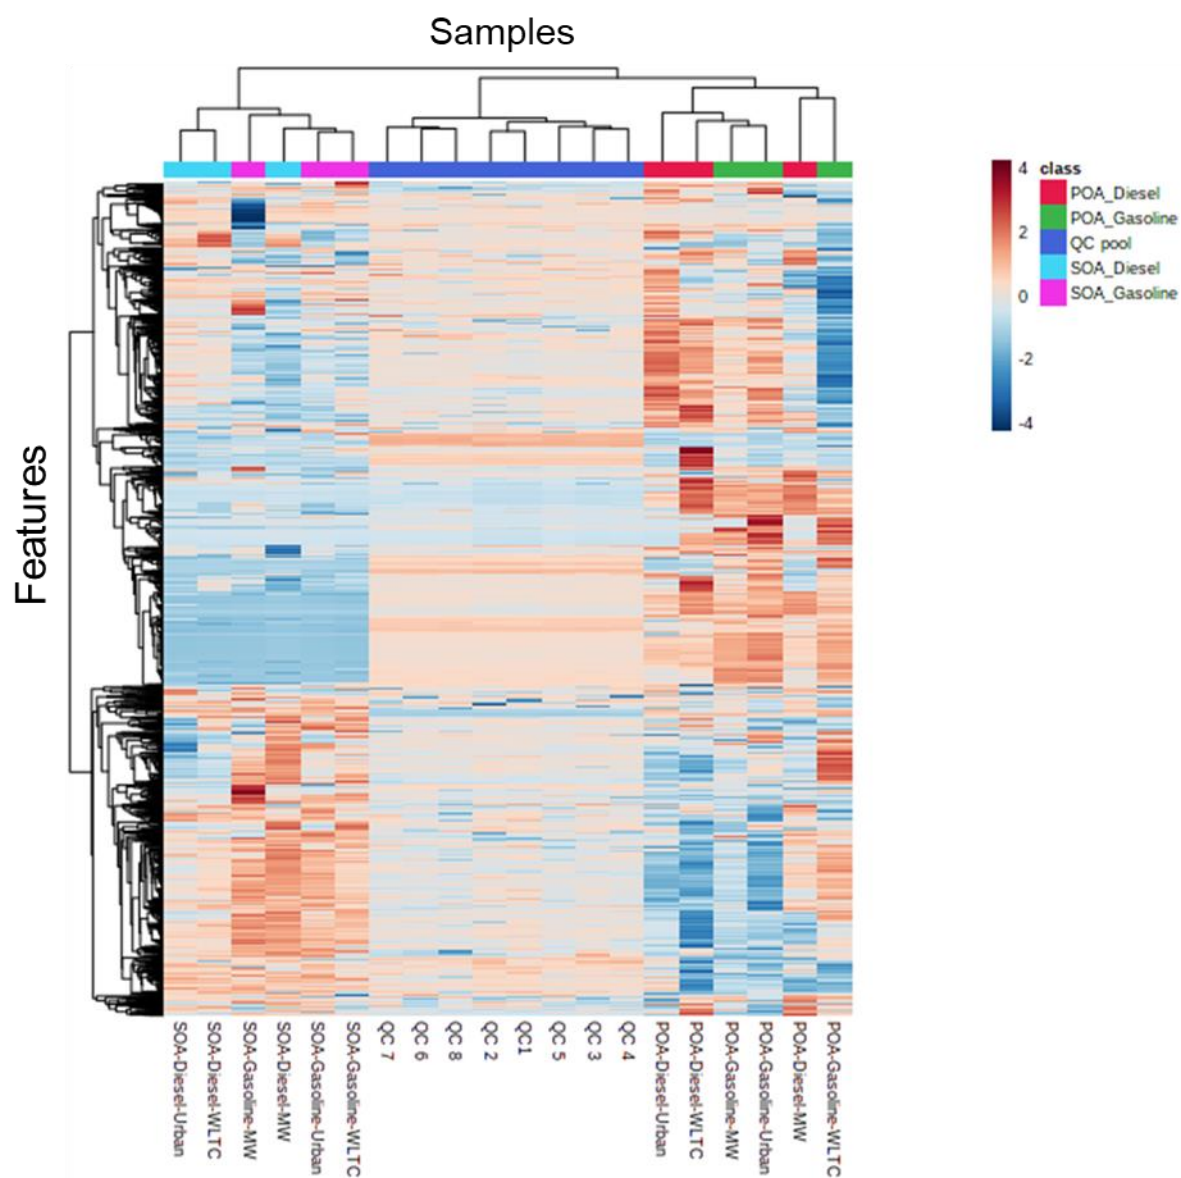 Samples
Features
4
2
0
-2
-4
class
POA_Diesel
POA_Gasoline
QC pool
SOA_Diesel
SOA_Gasoline
SOA-Diesel-Urban
SOA-Diesel-WLTC
SOA-Gasoline-MW
SOA-Diesel-MW
SOA-Gasoline-Urban
SOA-Gasoline-WLTC
QC 7
QC 6
QC 8
QC 2
QC1
QC 5
QC 3
QC 4
POA-Diesel-Urban
POA-Diesel-WLTC
POA-Gasoline-MW
POA-Gasoline-Urban
POA-Diesel-MW
POA-Gasoline-WLTC